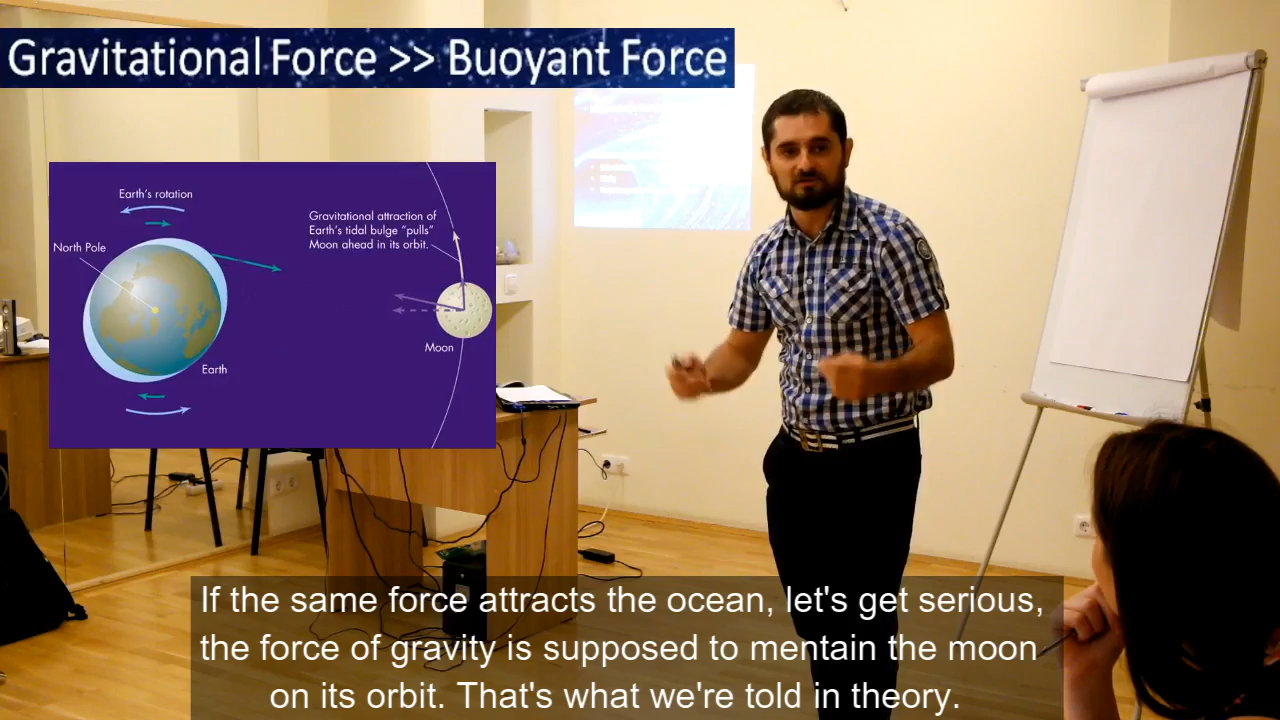 Gravitational Force >> Buoyant Force
Earth's rotation
North Pole
Gravitational attraction of
Earth's tidal bulge "pulls"
Moon ahead in its orbit.
Moon
Earth
If the same force attracts the ocean, let's get serious,
the force of gravity is supposed to mentain the moon
on its orbit. That's what we're told in theory.